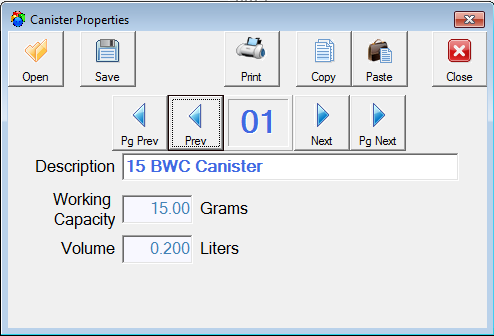 Canister Properties
Open Save Print Copy Paste Close
Pg Prev Prev 01 Next Pg Next
Description 15 BWC Canister
Working Capacity 15.00 Grams
Volume 0.200 Liters